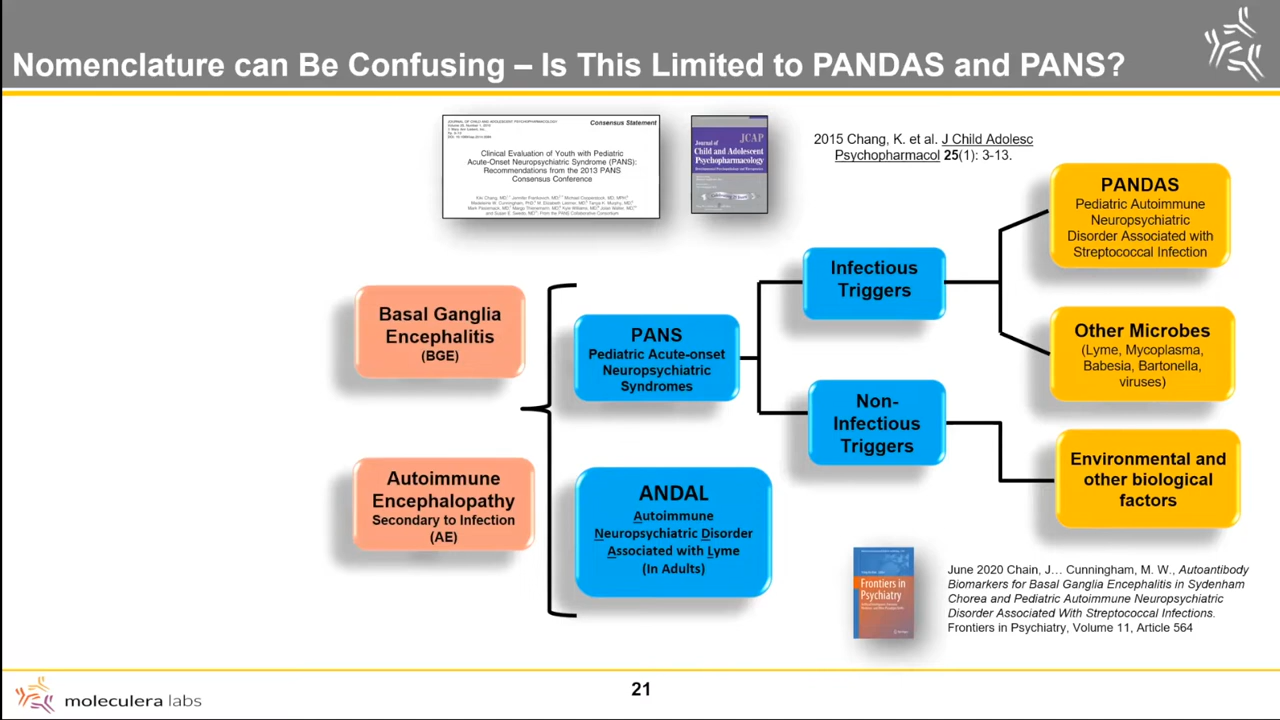 Nomenclature can Be Confusing – Is This Limited to PANDAS and PANS?
Consensus Statement
Clinical Evaluation of Youth with Pediatric
Acute-Onset Neuropsychiatric Syndrome (PANS):
Recommendations from the 2013 PANS
Consensus Conference
JCAP
Journal of
Child and Adolescent
Psychopharmacology
2015 Chang, K. et al. J Child Adolesc
Psychopharmacol 25(1): 3-13.
PANDAS
Pediatric Autoimmune
Neuropsychiatric
Disorder Associated with
Streptococcal Infection
Infectious
Triggers
Basal Ganglia
Encephalitis
(BGE)
PANS
Pediatric Acute-onset
Neuropsychiatric
Syndromes
Other Microbes
(Lyme, Mycoplasma,
Babesia, Bartonella,
viruses)
Non-
Infectious
Triggers
Autoimmune
Encephalopathy
Secondary to Infection
(AE)
ANDAL
Autoimmune
Neuropsychiatric Disorder
Associated with Lyme
(In Adults)
Environmental and
other biological
factors
Frontiers in
Psychiatry
June 2020 Chain, J… Cunningham, M. W., Autoantibody
Biomarkers for Basal Ganglia Encephalitis in Sydenham
Chorea and Pediatric Autoimmune Neuropsychiatric
Disorder Associated With Streptococcal Infections.
Frontiers in Psychiatry, Volume 11, Article 564
moleculera labs
21